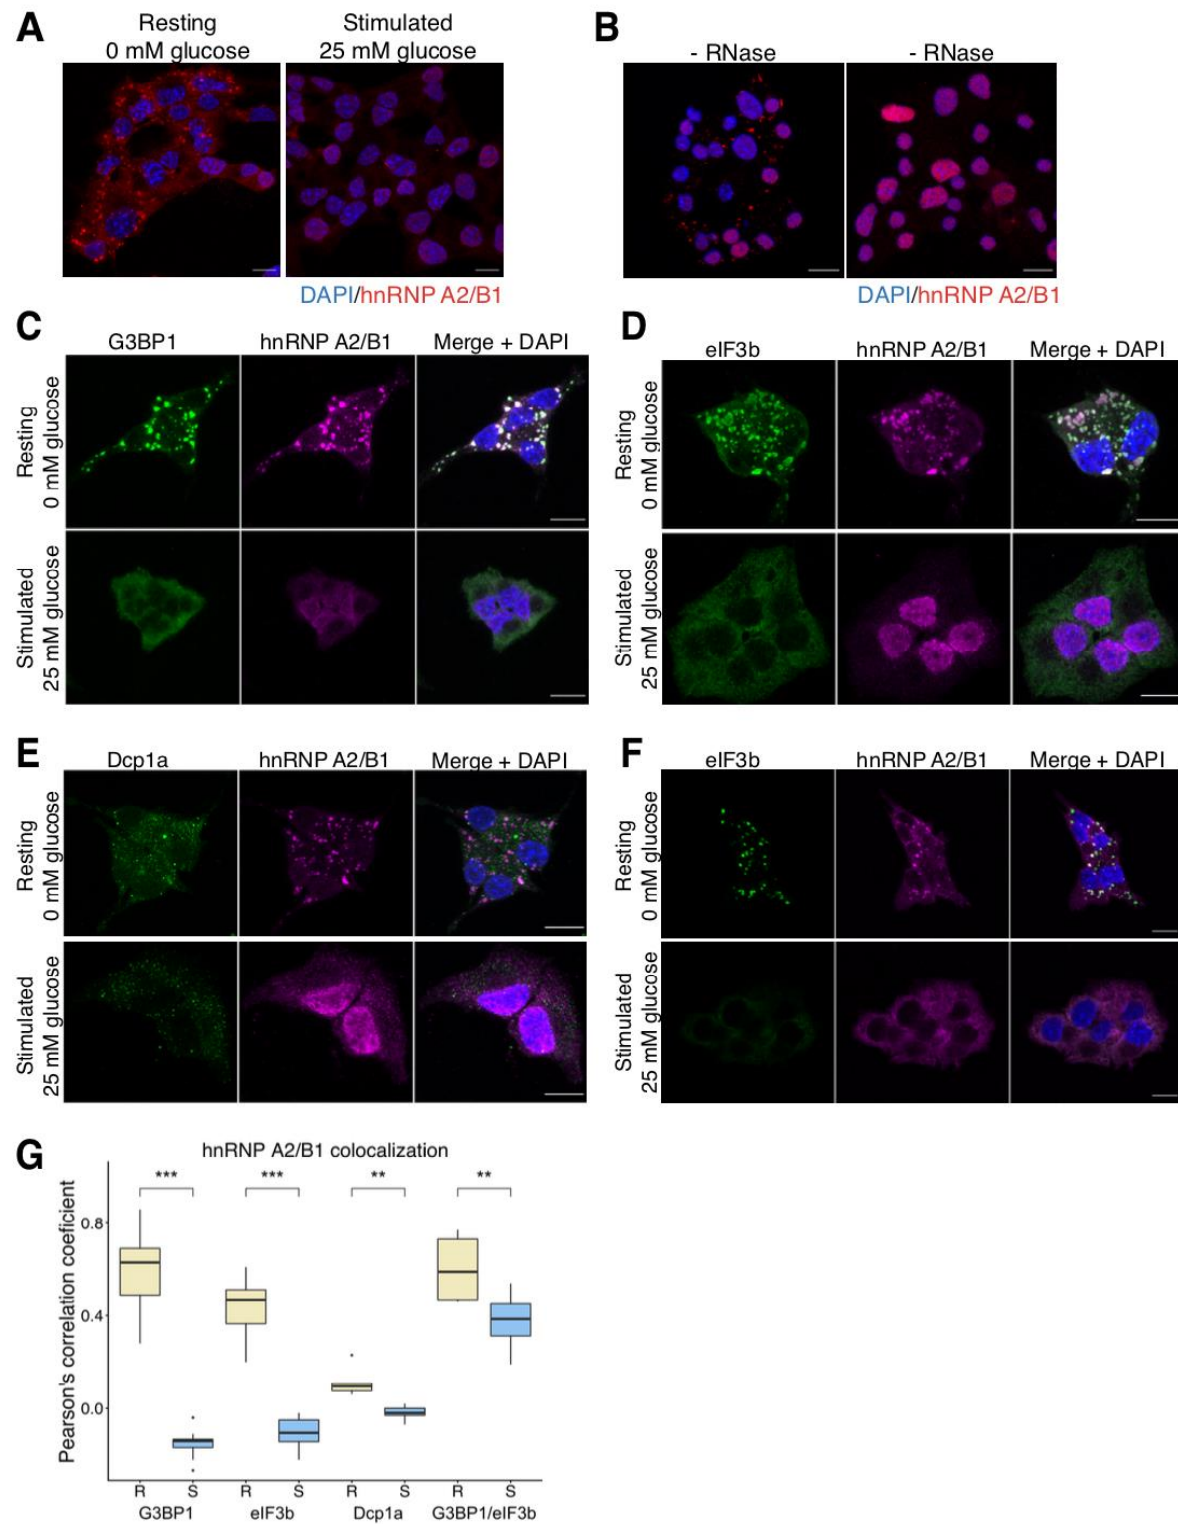 A
Resting
0 mM glucose
Stimulated
25 mM glucose
DAPI/hnRNP A2/B1
B
- RNase
- RNase
DAPI/hnRNP A2/B1
C
G3BP1
hnRNP A2/B1
Merge + DAPI
Resting
0 mM glucose
Stimulated
25 mM glucose
D
eIF3b
hnRNP A2/B1
Merge + DAPI
Resting
0 mM glucose
Stimulated
25 mM glucose
E
Dcp1a
hnRNP A2/B1
Merge + DAPI
Resting
0 mM glucose
Stimulated
25 mM glucose
F
eIF3b
hnRNP A2/B1
Merge + DAPI
Resting
0 mM glucose
Stimulated
25 mM glucose
G
hnRNP A2/B1 colocalization
*** *** ** **
Pearson's correlation coeficient
0.8
0.4
0.0
R S R S R S R S
G3BP1 eIF3b Dcp1a G3BP1/eIF3b